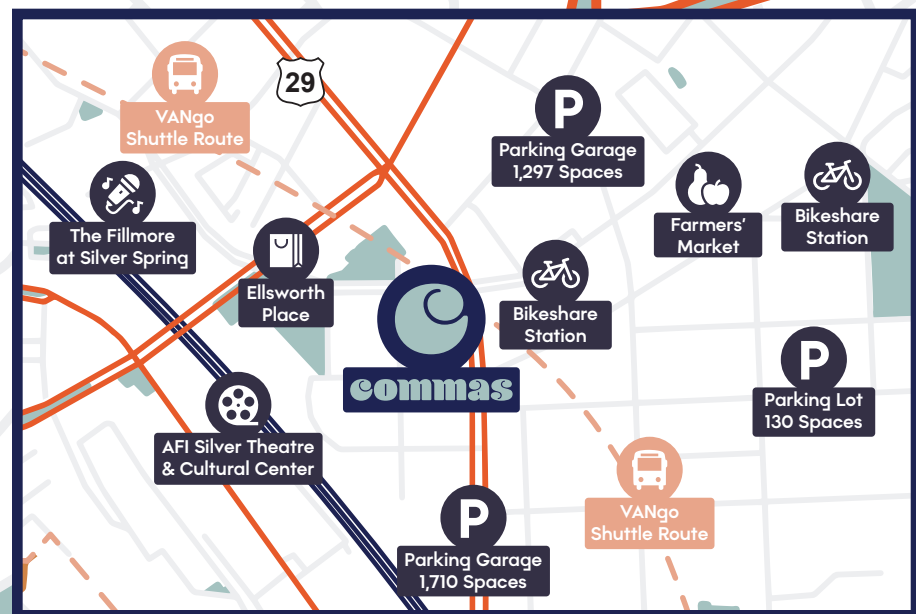 29
VANgo
Shuttle Route
P
Parking Garage
1,297 Spaces
The Fillmore
at Silver Spring
Farmers’
Market
Bikeshare
Station
Ellsworth
Place
Bikeshare
Station
commas
P
Parking Lot
130 Spaces
AFI Silver Theatre
& Cultural Center
VANgo
Shuttle Route
P
Parking Garage
1,710 Spaces